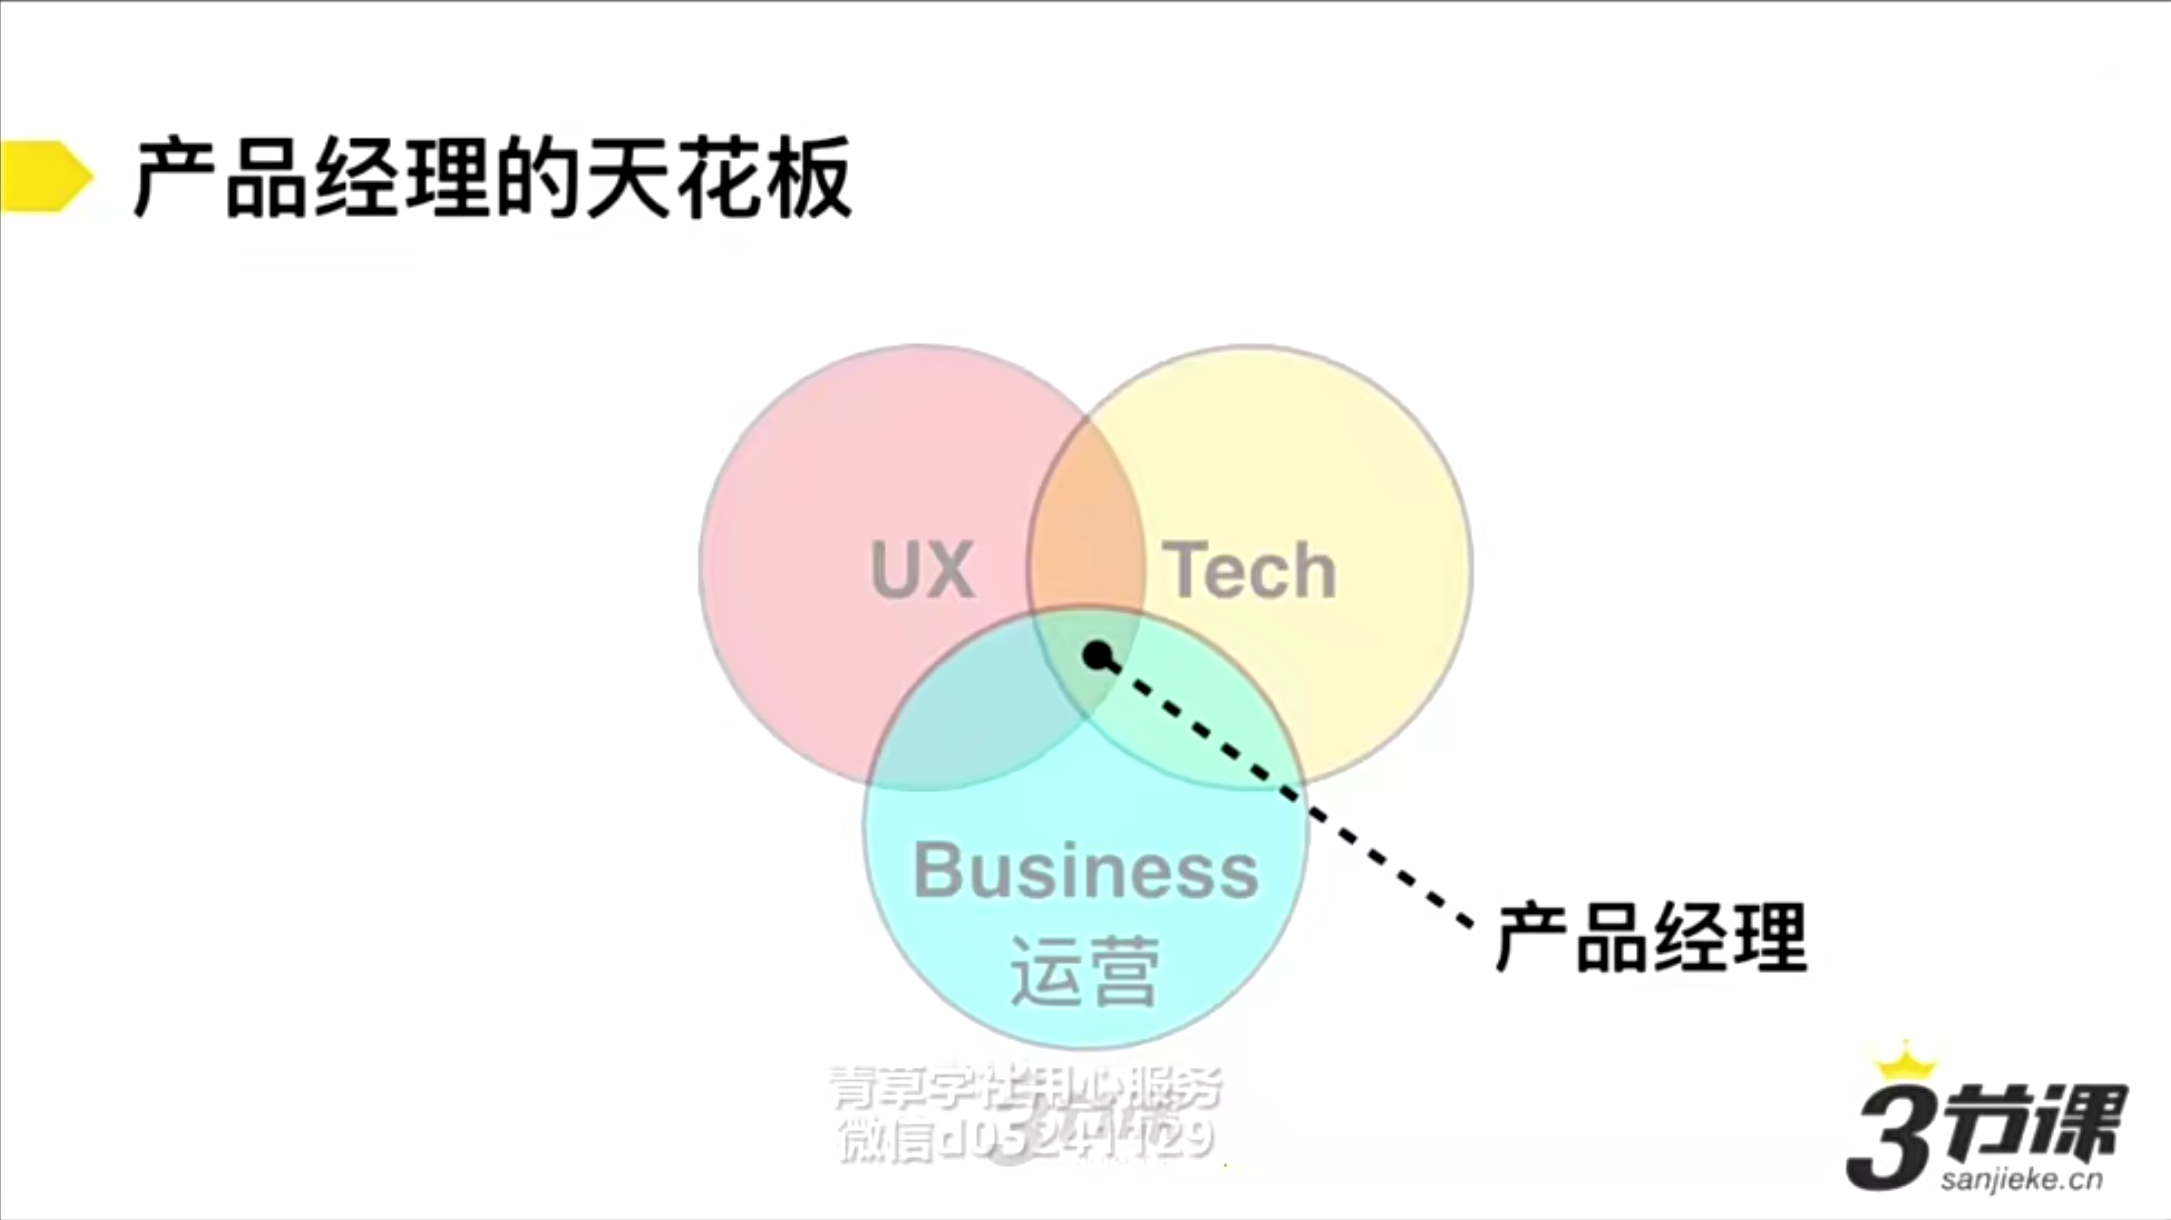 产品经理的天花板
UX
Tech
Business
运营
产品经理
青草学社用心服务
微信d05241129
3节课
sanjieke.cn